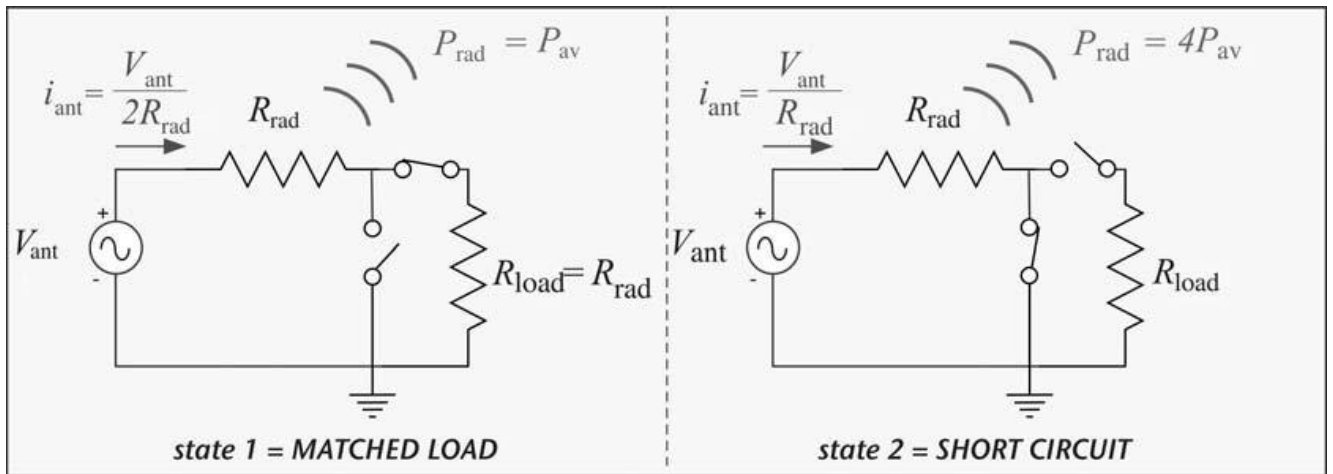 P_rad = P_av
i_ant = V_ant / 2R_rad
R_rad
+
V_ant
-
R_load = R_rad
state 1 = MATCHED LOAD
P_rad = 4P_av
i_ant = V_ant / R_rad
R_rad
+
V_ant
-
R_load
state 2 = SHORT CIRCUIT